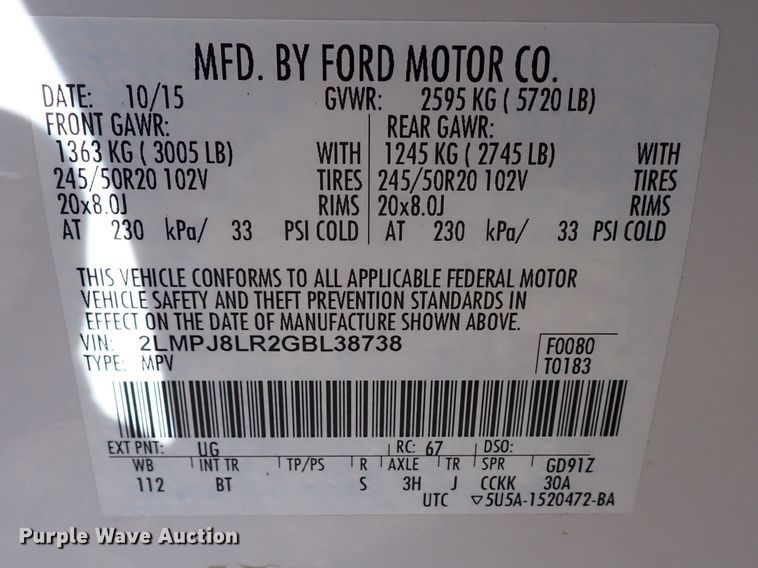 MFD. BY FORD MOTOR CO.
DATE: 10/15 GVWR: 2595 KG ( 5720 LB)
FRONT GAWR: REAR GAWR:
1363 KG ( 3005 LB) WITH 1245 KG ( 2745 LB) WITH
245/50R20 102V TIRES 245/50R20 102V TIRES
20x8.0J RIMS 20x8.0J RIMS
AT 230 kPa/ 33 PSI COLD AT 230 kPa/ 33 PSI COLD
THIS VEHICLE CONFORMS TO ALL APPLICABLE FEDERAL MOTOR
VEHICLE SAFETY AND THEFT PREVENTION STANDARDS IN
EFFECT ON THE DATE OF MANUFACTURE SHOWN ABOVE.
VIN: 2LMPJ8LR2GBL38738 F0080
TYPE: MPV T0183
EXT PNT: UG RC: 67 DSO:
WB INT TR TP/PS R AXLE TR SPR GD91Z
112 BT S 3H J CCKK 30A
UTC ▽5U5A-1520472-BA
Purple Wave Auction